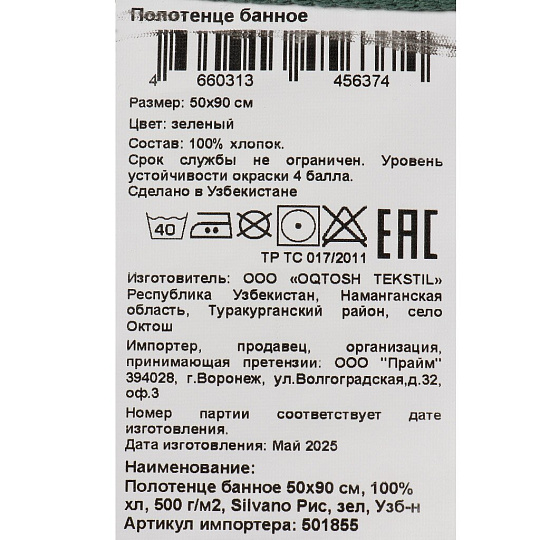 Полотенце банное
4 660313 456374
Размер: 50х90 см
Цвет: зеленый
Состав: 100% хлопок.
Срок службы не ограничен. Уровень
устойчивости окраски 4 балла.
Сделано в Узбекистане
40
EAC
ТР ТС 017/2011
Изготовитель: ООО «OQTOSH TEKSTIL»
Республика Узбекистан, Наманганская
область, Туракурганский район, село
Октош
Импортер, продавец, организация,
принимающая претензии: ООО "Прайм"
394028, г.Воронеж, ул.Волгоградская,д.32,
оф.3
Номер партии соответствует дате
изготовления.
Дата изготовления: Май 2025
Наименование:
Полотенце банное 50х90 см, 100%
хл, 500 г/м2, Silvano Рис, зел, Узб-н
Артикул импортера: 501855